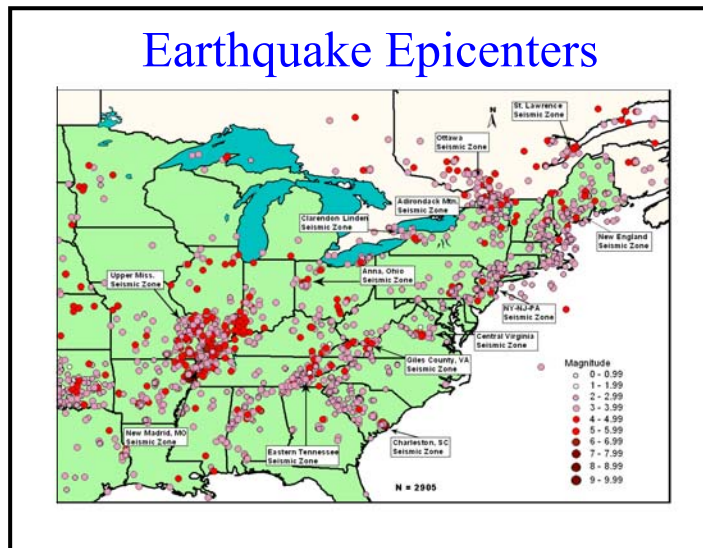 Earthquake Epicenters
N
St. Lawrence
Seismic Zone
Ottawa
Seismic Zone
Adirondack Mtn.
Seismic Zone
Clarendon Linden
Seismic Zone
New England
Seismic Zone
Anna, Ohio
Seismic Zone
Upper Miss.
Seismic Zone
NY-NJ-PA
Seismic Zone
Central Virginia
Seismic Zone
Giles County, VA
Seismic Zone
New Madrid, MO
Seismic Zone
Eastern Tennessee
Seismic Zone
Charleston, SC
Seismic Zone
N = 2905
Magnitude
0 - 0.99
1 - 1.99
2 - 2.99
3 - 3.99
4 - 4.99
5 - 5.99
6 - 6.99
7 - 7.99
8 - 8.99
9 - 9.99